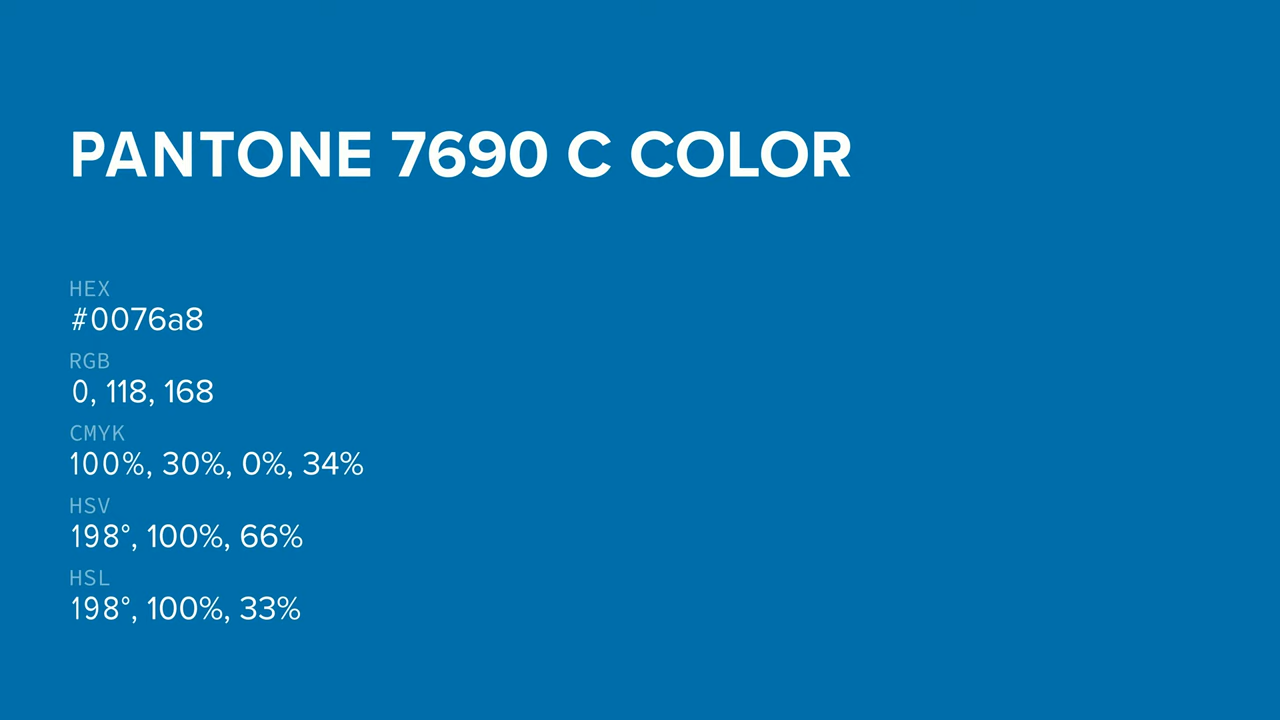 PANTONE 7690 C COLOR
HEX
#0076a8
RGB
0, 118, 168
CMYK
100%, 30%, 0%, 34%
HSV
198°, 100%, 66%
HSL
198°, 100%, 33%